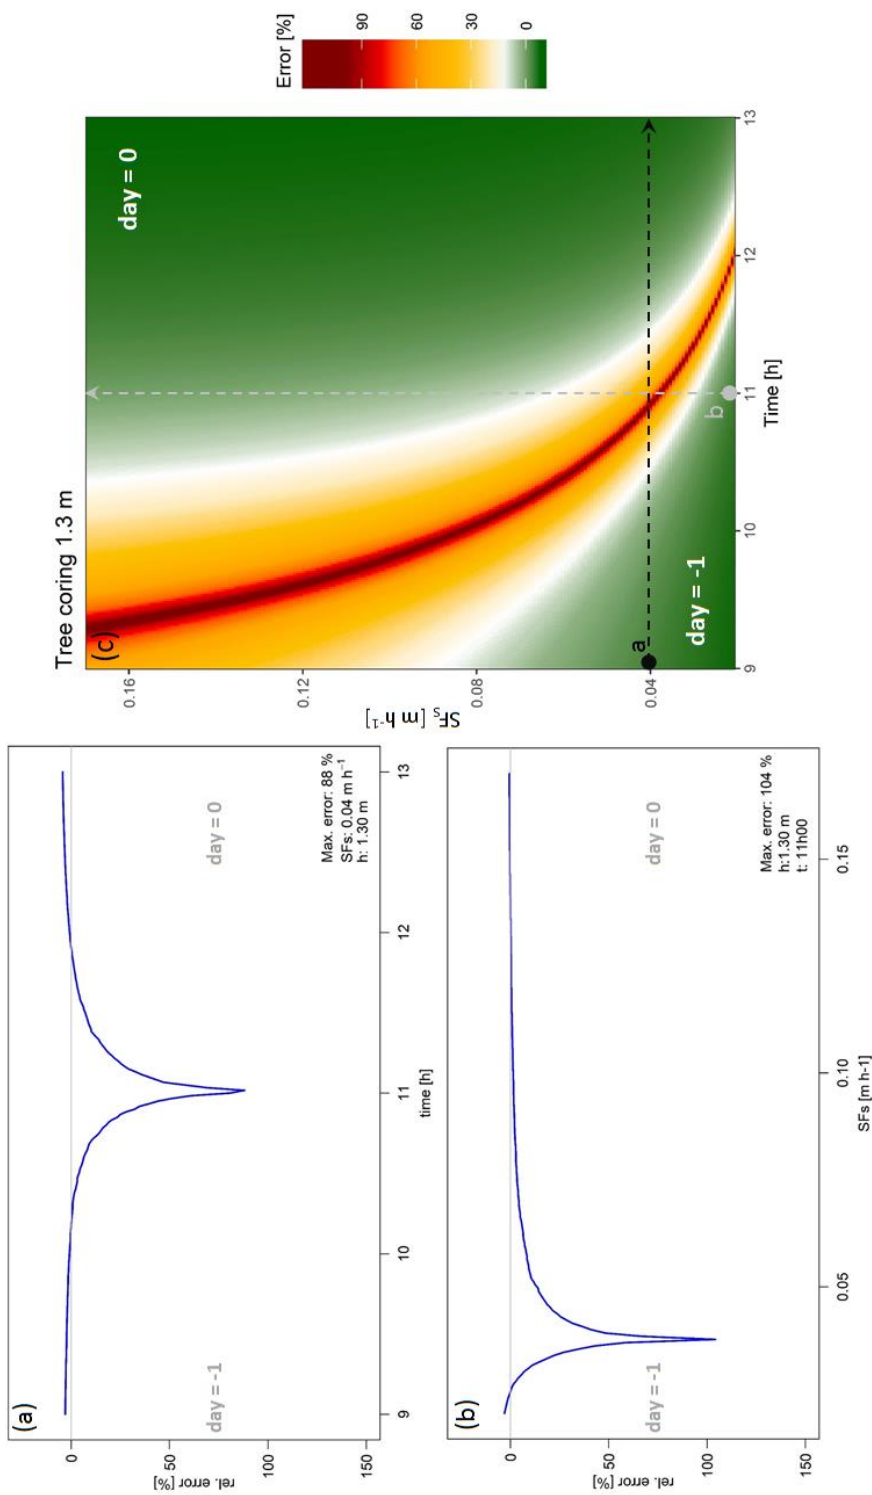 (a)
0
50
100
150
rel. error [%]
9
10
11
12
13
time [h]
day = -1
day = 0
Max. error: 88 %
SFs: 0.04 m h⁻¹
h: 1.30 m
(b)
0
50
100
150
rel. error [%]
0.05
0.10
0.15
SFs [m h-1]
day = -1
day = 0
Max. error: 104 %
h:1.30 m
t: 11h00
Tree coring 1.3 m
(c)
0.16
0.12
0.08
0.04
SFₛ [ m h⁻¹]
9
10
11
12
13
Time [h]
day = -1
day = 0
a
b
Error [%]
90
60
30
0